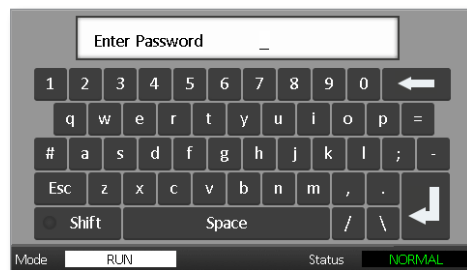 Enter Password _
1 2 3 4 5 6 7 8 9 0
q w e r t y u i o p =
# a s d f g h j k l ; -
Esc z x c v b n m , .
Shift Space / \
Mode RUN Status NORMAL